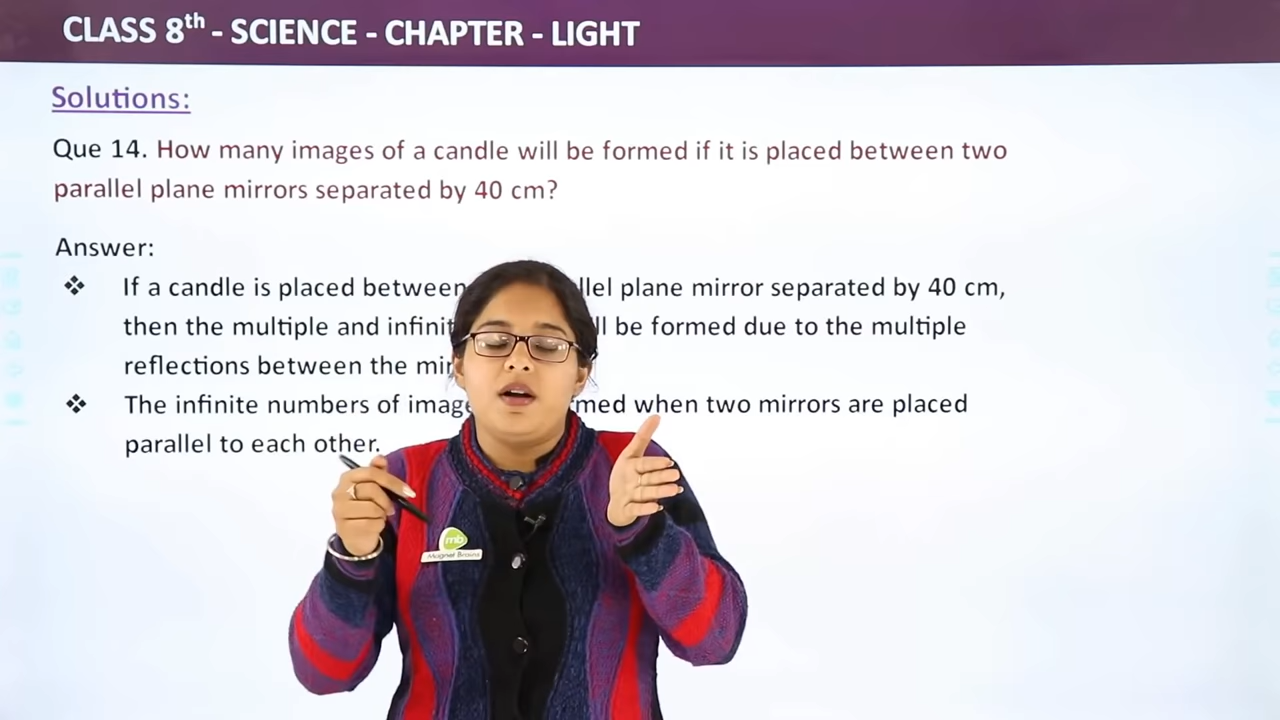 CLASS 8th - SCIENCE - CHAPTER - LIGHT
Solutions:
Que 14. How many images of a candle will be formed if it is placed between two
parallel plane mirrors separated by 40 cm?
Answer:
❖ If a candle is placed between plane mirror separated by 40 cm,
then the multiple and be formed due to the multiple
reflections between the
❖ The infinite numbers of when two mirrors are placed
parallel to each other.
mb
Magnet Brains